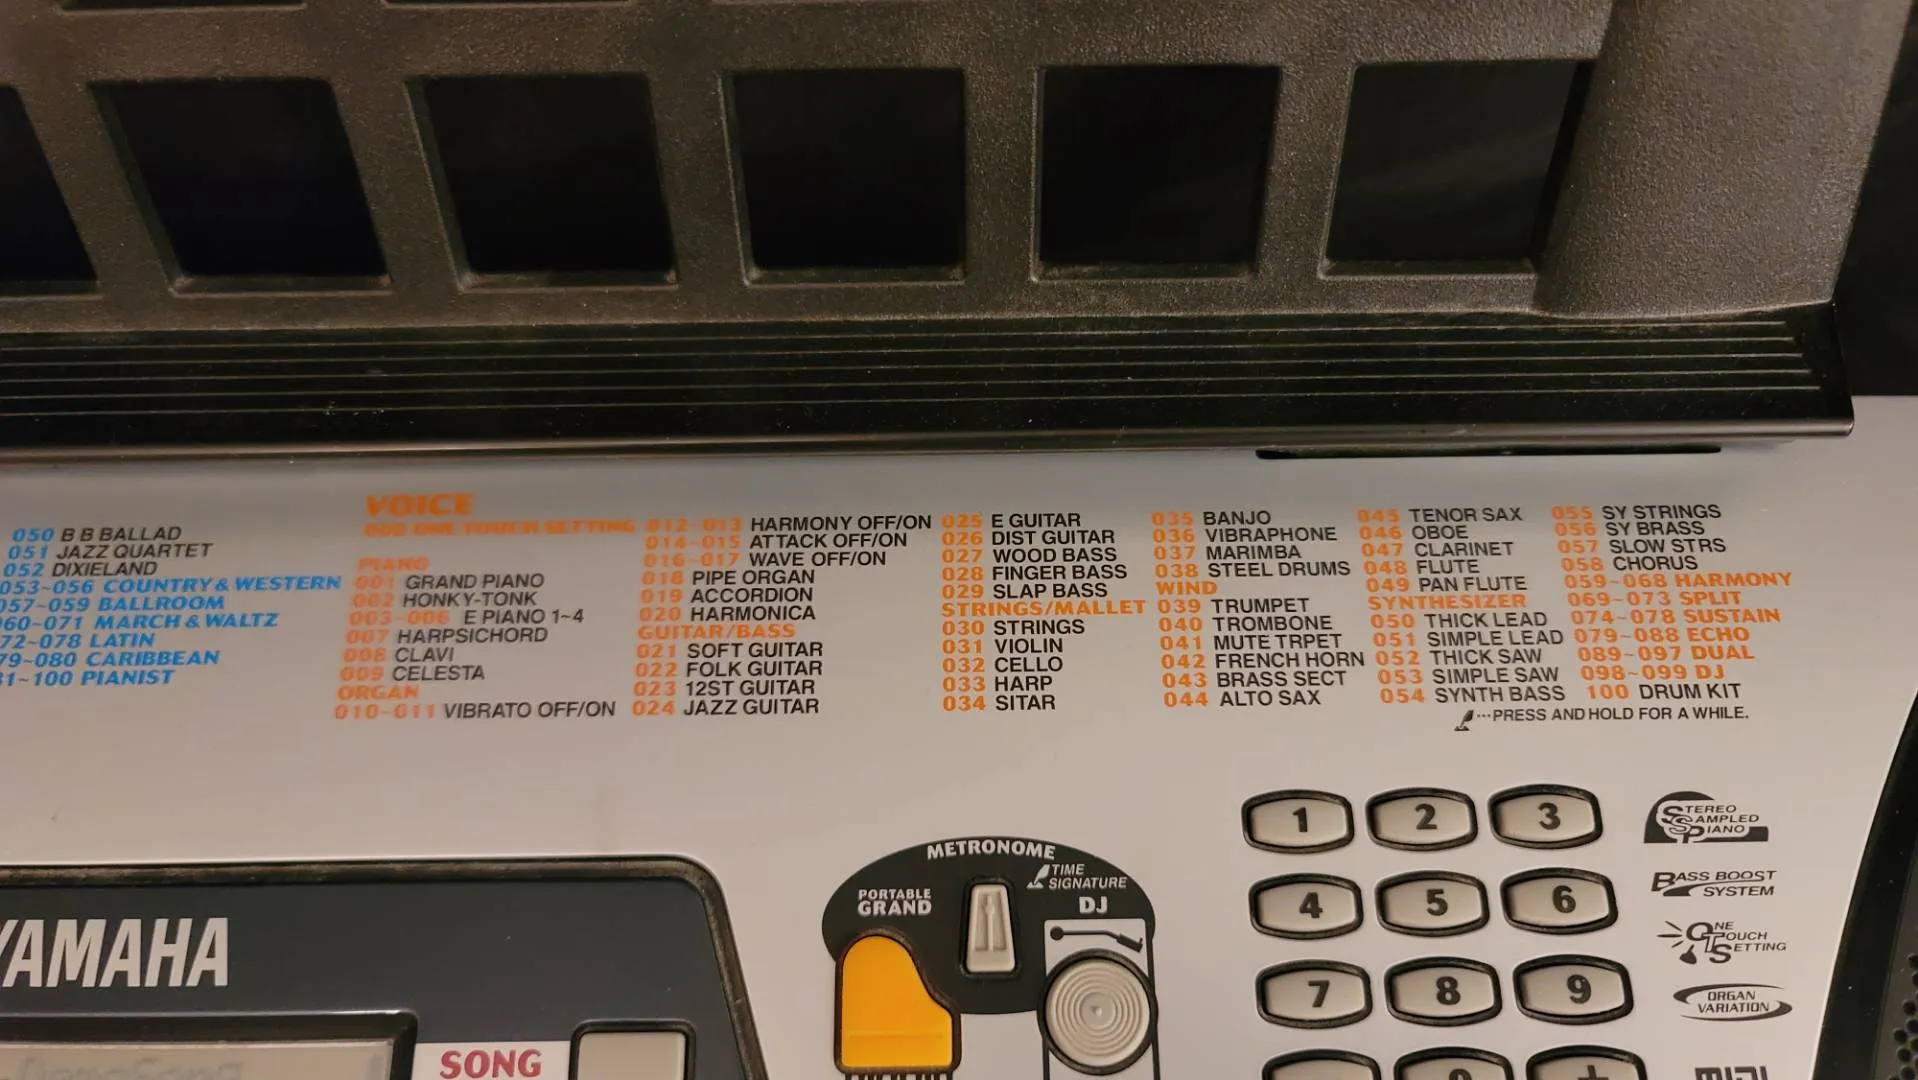 050 B B BALLAD
051 JAZZ QUARTET
052 DIXIELAND
053~056 COUNTRY & WESTERN
057~059 BALLROOM
060~071 MARCH & WALTZ
72~078 LATIN
79~080 CARIBBEAN
81~100 PIANIST
VOICE
000 ONE TOUCH SETTING
PIANO
001 GRAND PIANO
002 HONKY-TONK
003~006 E PIANO 1~4
007 HARPSICHORD
008 CLAVI
009 CELESTA
ORGAN
010~011 VIBRATO OFF/ON
012~013 HARMONY OFF/ON
014~015 ATTACK OFF/ON
016~017 WAVE OFF/ON
018 PIPE ORGAN
019 ACCORDION
020 HARMONICA
GUITAR/BASS
021 SOFT GUITAR
022 FOLK GUITAR
023 12ST GUITAR
024 JAZZ GUITAR
025 E GUITAR
026 DIST GUITAR
027 WOOD BASS
028 FINGER BASS
029 SLAP BASS
STRINGS/MALLET
030 STRINGS
031 VIOLIN
032 CELLO
033 HARP
034 SITAR
035 BANJO
036 VIBRAPHONE
037 MARIMBA
038 STEEL DRUMS
WIND
039 TRUMPET
040 TROMBONE
041 MUTE TRPET
042 FRENCH HORN
043 BRASS SECT
044 ALTO SAX
045 TENOR SAX
046 OBOE
047 CLARINET
048 FLUTE
049 PAN FLUTE
SYNTHESIZER
050 THICK LEAD
051 SIMPLE LEAD
052 THICK SAW
053 SIMPLE SAW
054 SYNTH BASS
055 SY STRINGS
056 SY BRASS
057 SLOW STRS
058 CHORUS
059~068 HARMONY
069~073 SPLIT
074~078 SUSTAIN
079~088 ECHO
089~097 DUAL
098~099 DJ
100 DRUM KIT
···PRESS AND HOLD FOR A WHILE.
YAMAHA
SONG
METRONOME
TIME
SIGNATURE
PORTABLE
GRAND
DJ
1 2 3
4 5 6
7 8 9
0 +
STEREO
SAMPLED
PIANO
BASS BOOST
SYSTEM
ONE
TOUCH
SETTING
ORGAN
VARIATION
MIDI